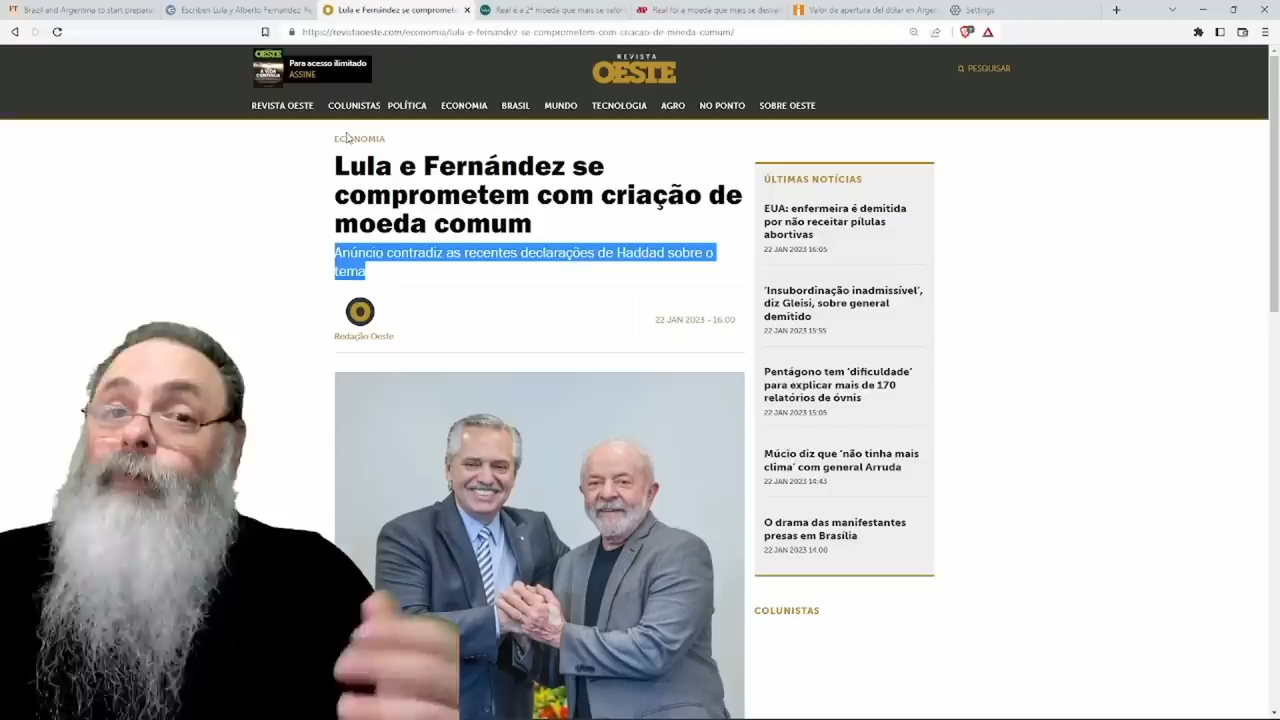 Brazil and Argentina to start preparat
Escriben Lula y Alberto Fernández
Lula e Fernández se compromete
Real é a 2ª moeda que mais se valori
Real foi a moeda que mais se desva
Valor de apertura del dólar en Argen
Settings
https://revistaoeste.com/economia/lula-e-fernandez-se-comprometem-com-criacao-de-moeda-comum/
OESTE
Para acesso ilimitado
ASSINE
REVISTA
OESTE
PESQUISAR
REVISTA OESTE COLUNISTAS POLÍTICA ECONOMIA BRASIL MUNDO TECNOLOGIA AGRO NO PONTO SOBRE OESTE
ECONOMIA
Lula e Fernández se
comprometem com criação de
moeda comum
Anúncio contradiz as recentes declarações de Haddad sobre o
tema
Redação Oeste
22 JAN 2023 - 16:00
ÚLTIMAS NOTÍCIAS
EUA: enfermeira é demitida
por não receitar pílulas
abortivas
22 JAN 2023 16:05
‘Insubordinação inadmissível’,
diz Gleisi, sobre general
demitido
22 JAN 2023 15:55
Pentágono tem ‘dificuldade’
para explicar mais de 170
relatórios de óvnis
22 JAN 2023 15:05
Múcio diz que ‘não tinha mais
clima’ com general Arruda
22 JAN 2023 14:43
O drama das manifestantes
presas em Brasília
22 JAN 2023 14:00
COLUNISTAS